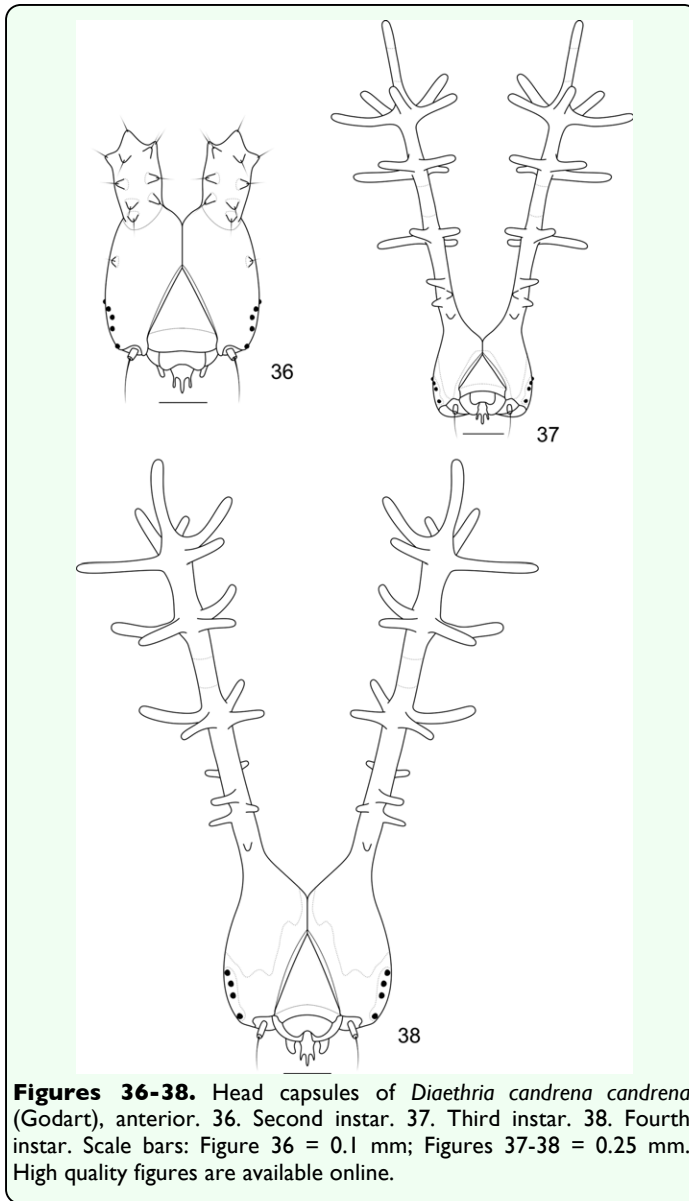 36
37
38
Figures 36-38. Head capsules of Diaethria candrena candrena
(Godart), anterior. 36. Second instar. 37. Third instar. 38. Fourth
instar. Scale bars: Figure 36 = 0.1 mm; Figures 37-38 = 0.25 mm.
High quality figures are available online.